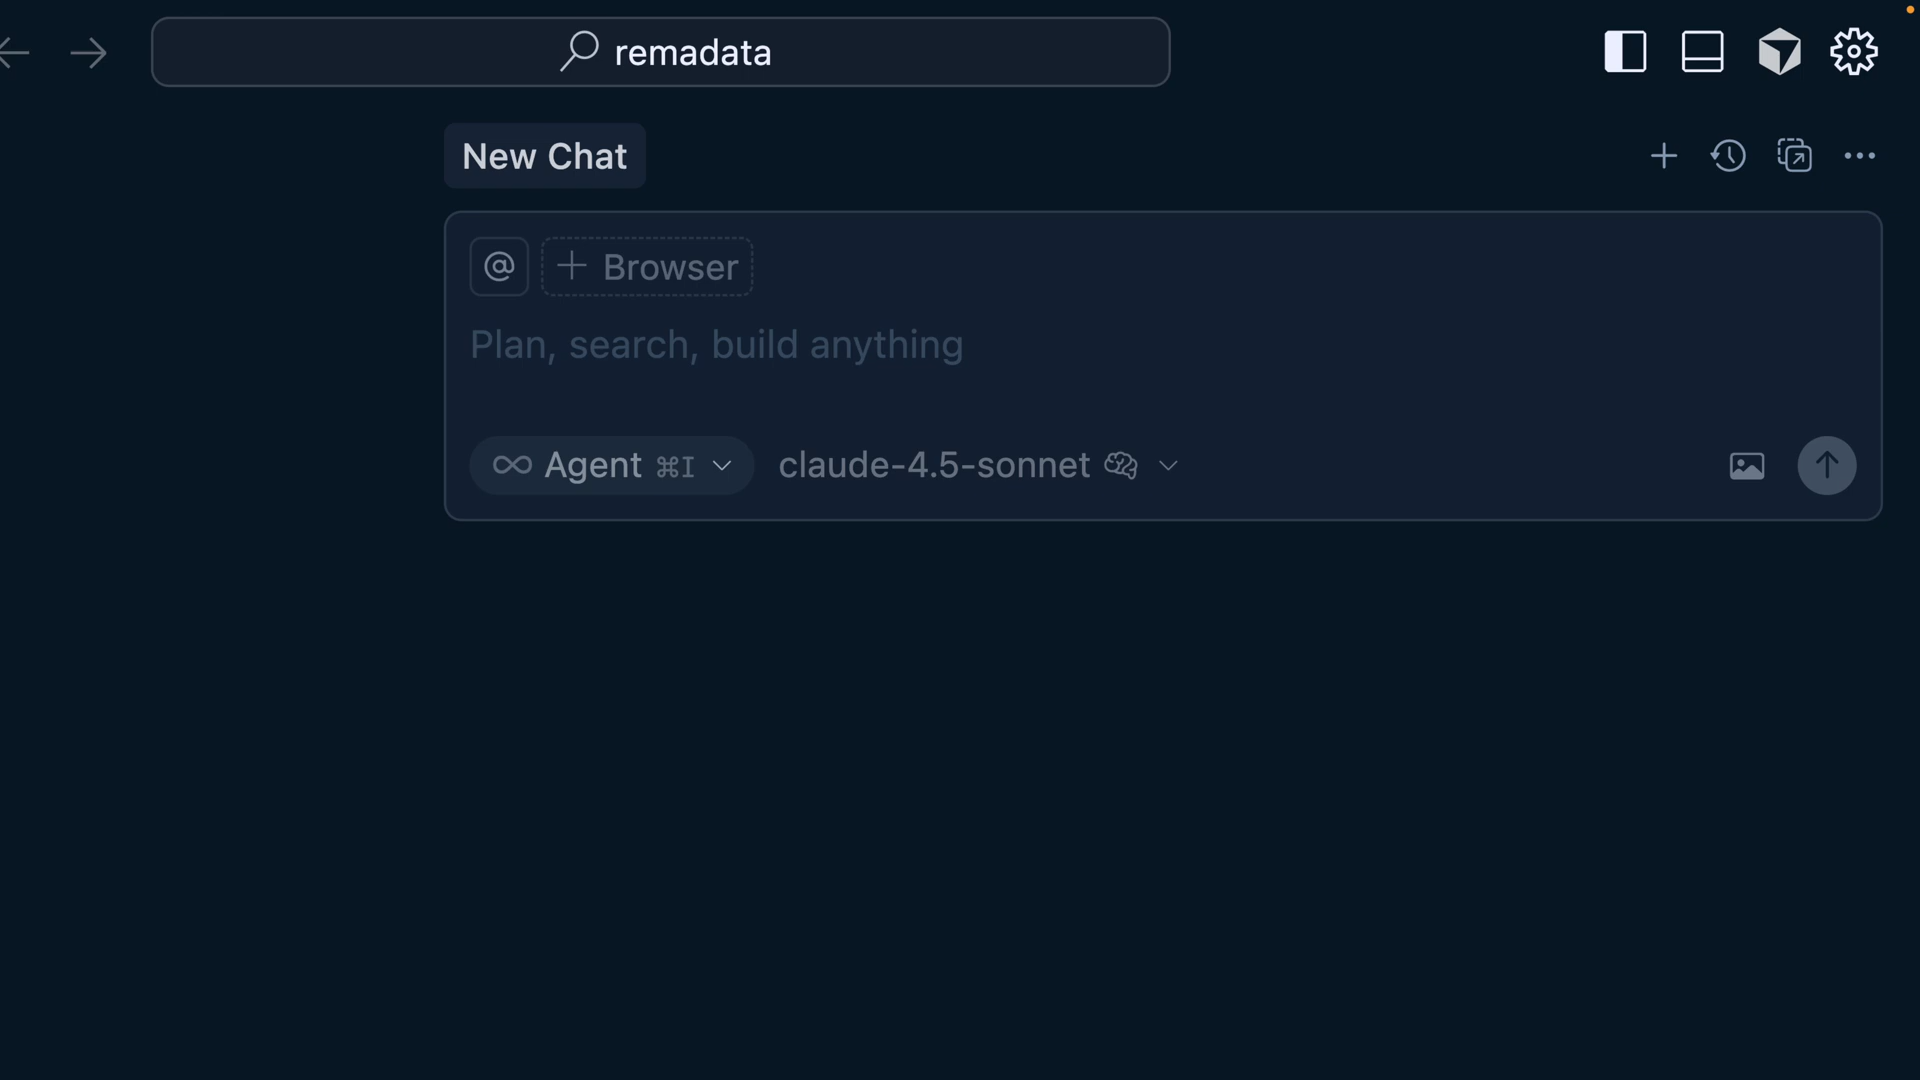 remadata
New Chat
@ + Browser
Plan, search, build anything
Agent ⌘I claude-4.5-sonnet